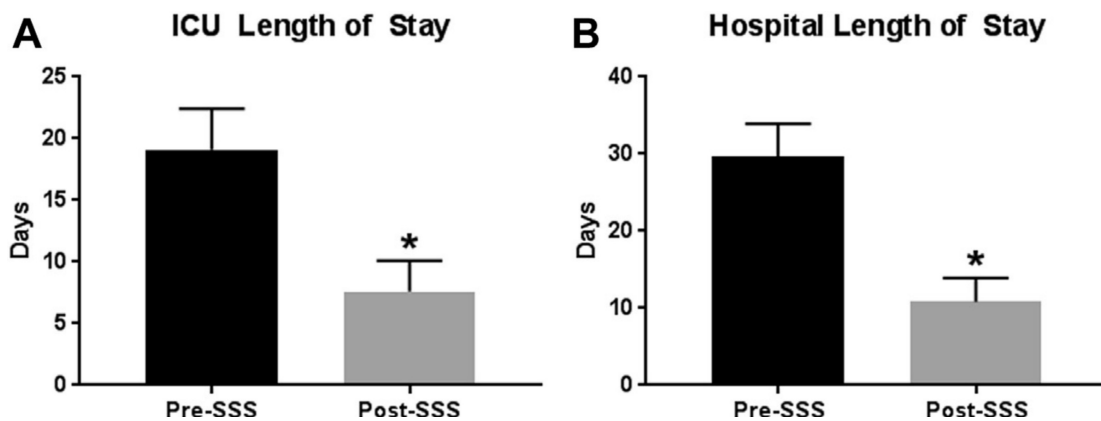 A
ICU Length of Stay
Days
25
20
15
10
5
0
*
Pre-SSS
Post-SSS
B
Hospital Length of Stay
Days
40
30
20
10
0
*
Pre-SSS
Post-SSS